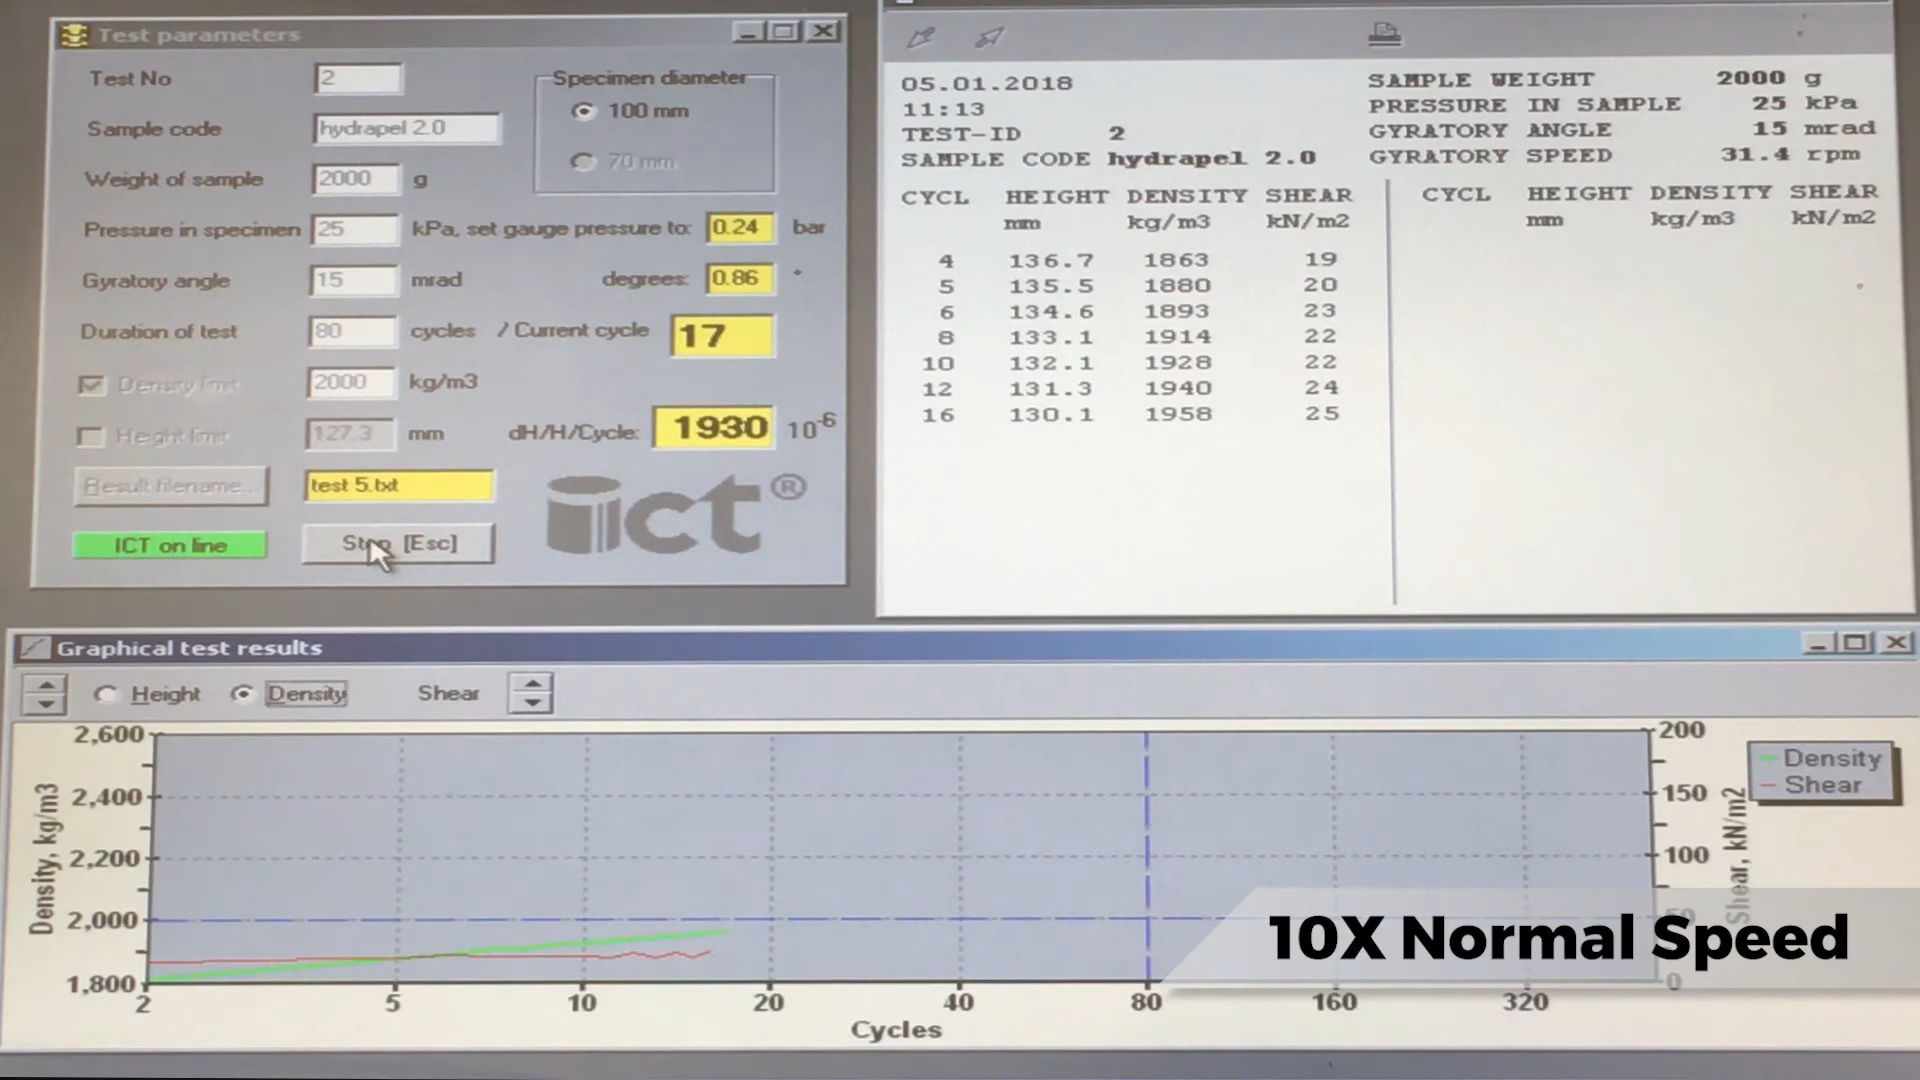 Test parameters
Test No 2
Sample code hydrapel 2.0
Specimen diameter
100 mm
70 mm
Weight of sample 2000 g
Pressure in specimen 25 kPa, set gauge pressure to: 0.24 bar
Gyratory angle 15 mrad degrees: 0.86 °
Duration of test 80 cycles / Current cycle 17
Density limit 2000 kg/m3
Height limit 127.3 mm dH/H/Cycle: 1930 10-6
Result filename... test 5.txt
ICT on line Stop [Esc]
ict®
05.01.2018
11:13
TEST-ID 2
SAMPLE CODE hydrapel 2.0
SAMPLE WEIGHT 2000 g
PRESSURE IN SAMPLE 25 kPa
GYRATORY ANGLE 15 mrad
GYRATORY SPEED 31.4 rpm
CYCL HEIGHT DENSITY SHEAR CYCL HEIGHT DENSITY SHEAR
mm kg/m3 kN/m2 mm kg/m3 kN/m2
4 136.7 1863 19
5 135.5 1880 20
6 134.6 1893 23
8 133.1 1914 22
10 132.1 1928 22
12 131.3 1940 24
16 130.1 1958 25
Graphical test results
Height Density Shear
2,600
2,400
2,200
2,000
1,800
Density, kg/m3
200
150
100
50
0
Shear, kN/m2
Density
Shear
2 5 10 20 40 80 160 320
Cycles
10X Normal Speed